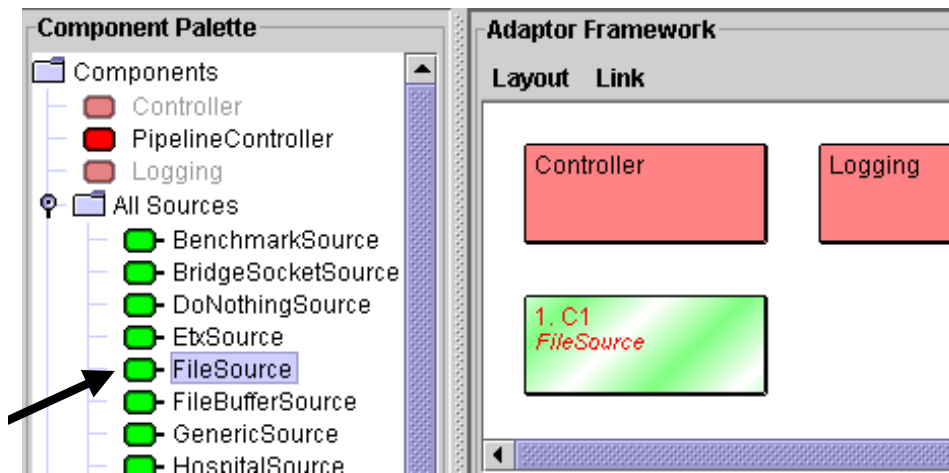 Component Palette
Components
Controller
PipelineController
Logging
All Sources
BenchmarkSource
BridgeSocketSource
DoNothingSource
EtxSource
FileSource
FileBufferSource
GenericSource
HospitalSource
Adaptor Framework
Layout Link
Controller
Logging
1. C1
FileSource